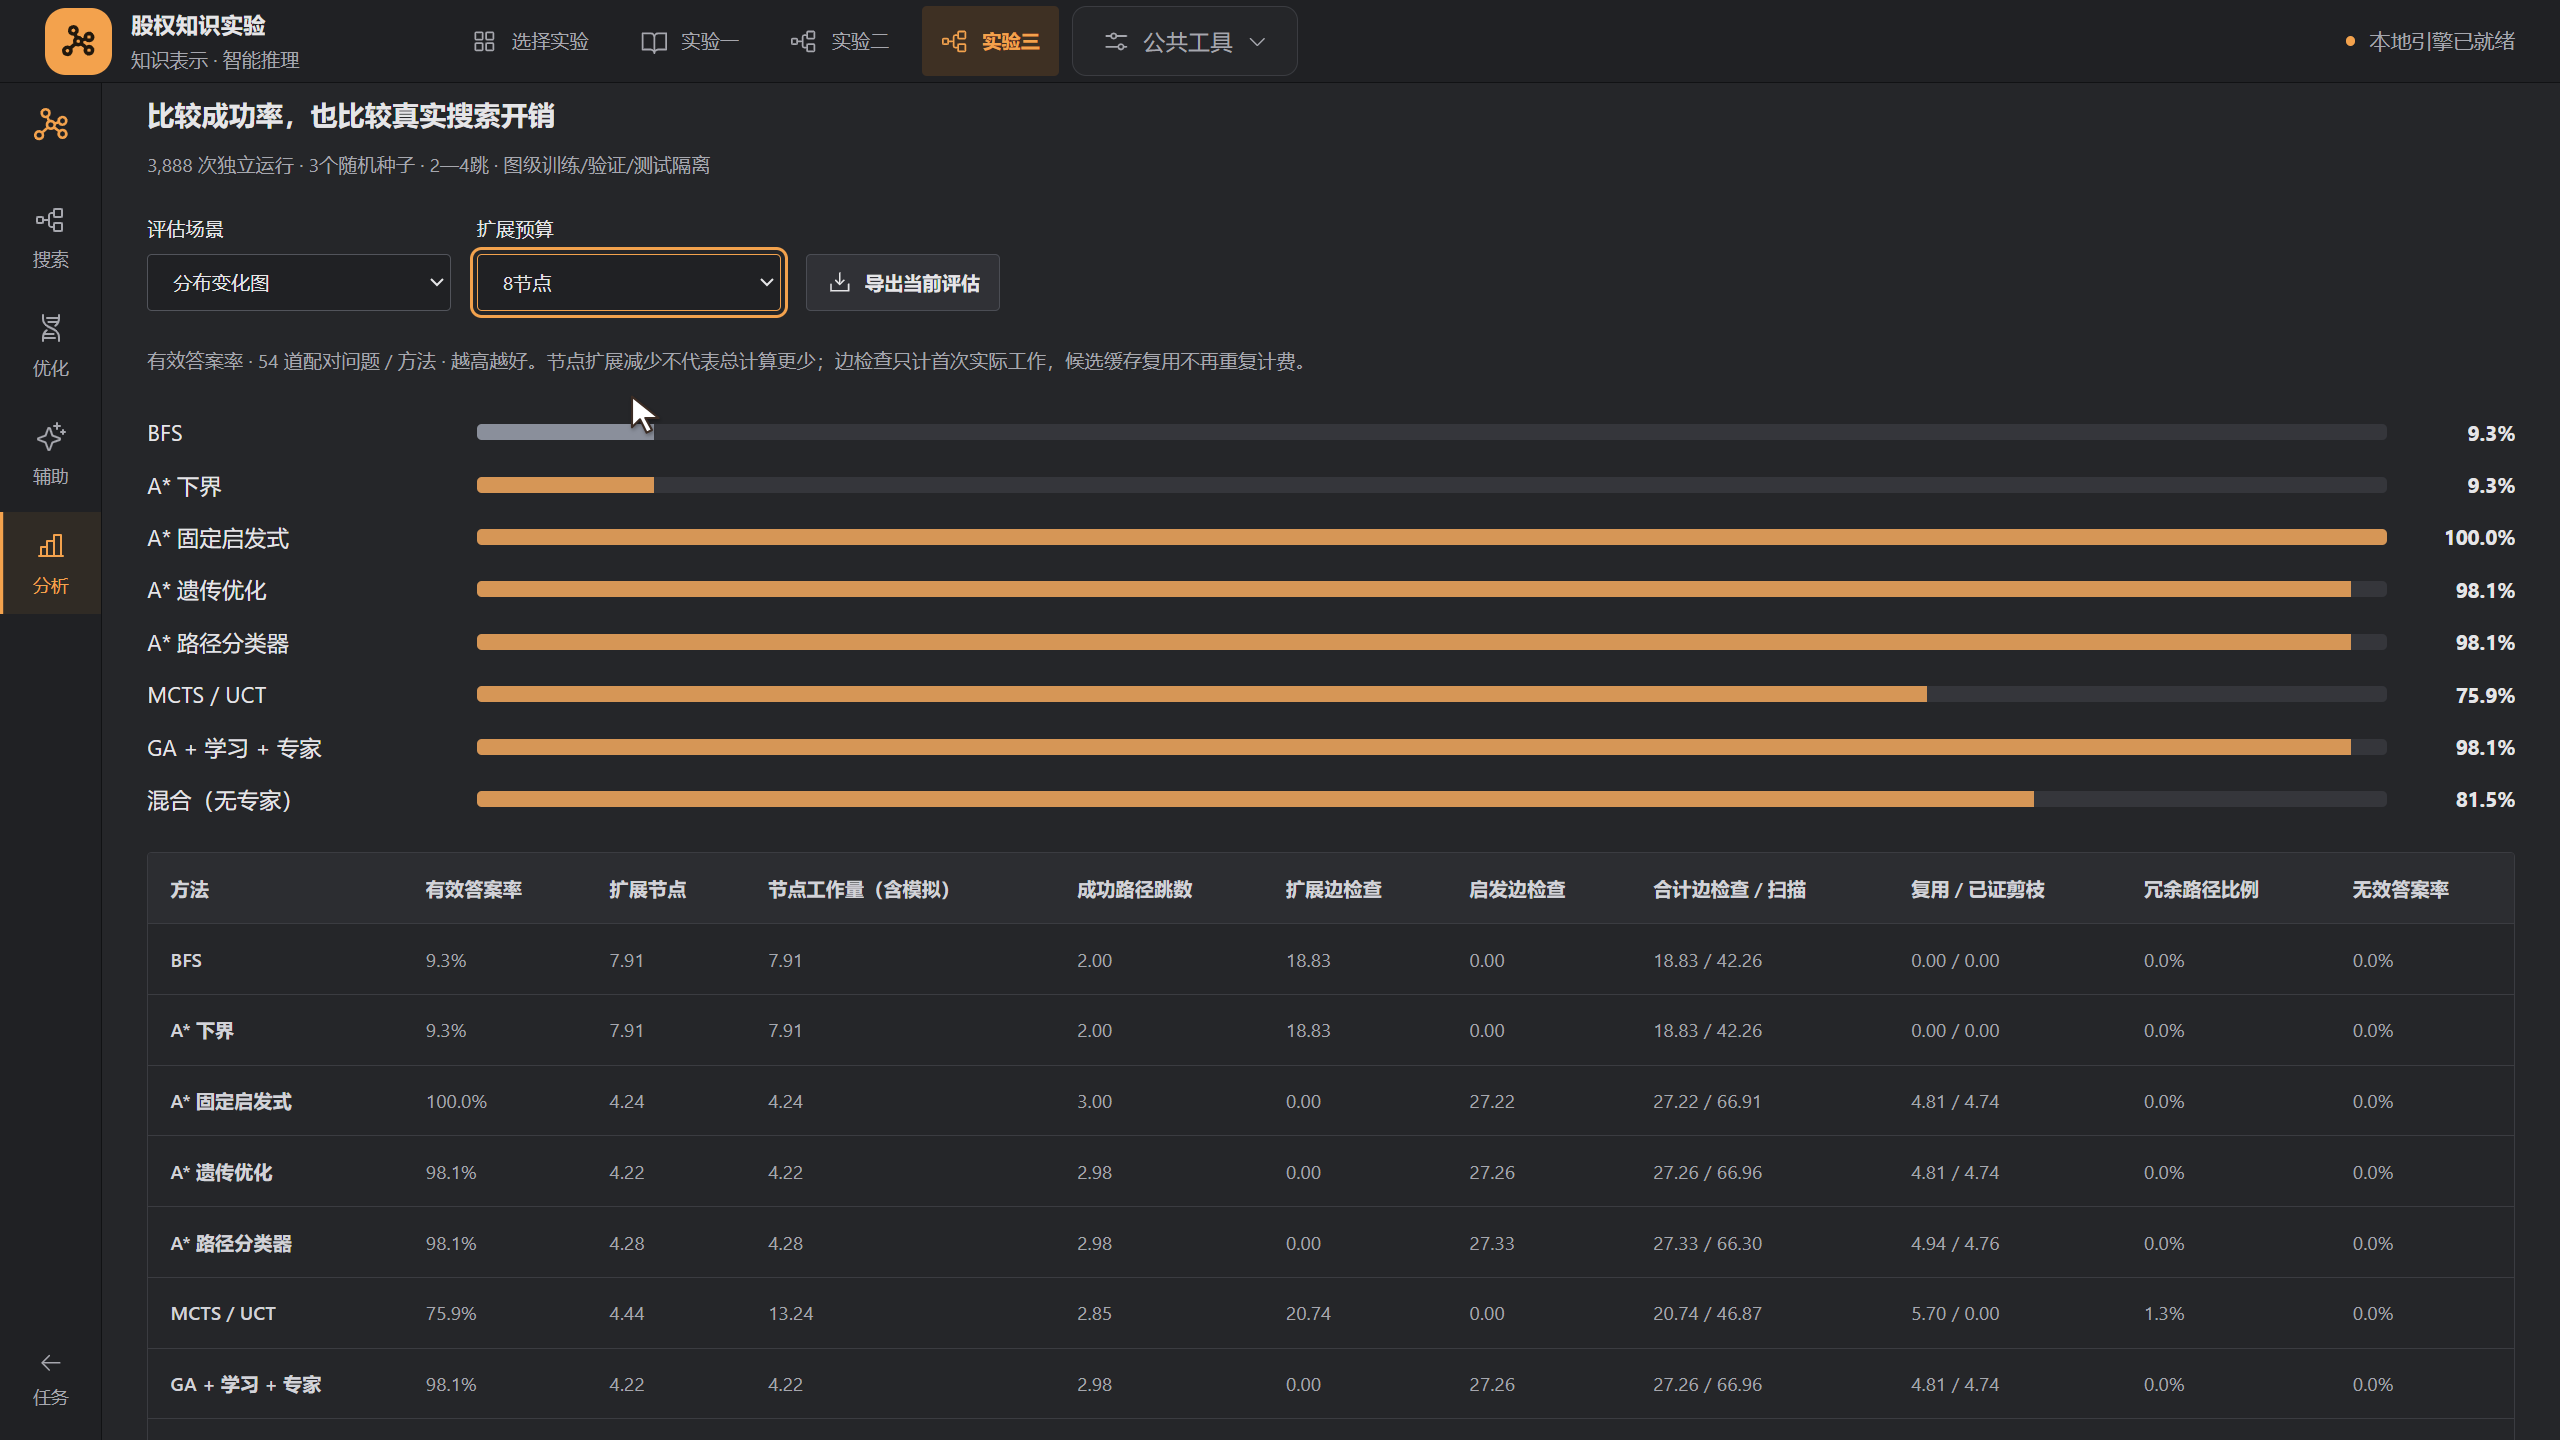 股权知识实验
知识表示 · 智能推理
选择实验
实验一
实验二
实验三
公共工具
本地引擎已就绪
搜索
优化
辅助
分析
任务
比较成功率，也比较真实搜索开销
3,888 次独立运行 · 3个随机种子 · 2—4跳 · 图级训练/验证/测试隔离
评估场景
扩展预算
分布变化图
8节点
导出当前评估
有效答案率 · 54 道配对问题 / 方法 · 越高越好。节点扩展减少不代表总计算更少；边检查只计首次实际工作，候选缓存复用不再重复计费。
BFS 9.3%
A* 下界 9.3%
A* 固定启发式 100.0%
A* 遗传优化 98.1%
A* 路径分类器 98.1%
MCTS / UCT 75.9%
GA + 学习 + 专家 98.1%
混合（无专家） 81.5%
方法 有效答案率 扩展节点 节点工作量（含模拟） 成功路径跳数 扩展边检查 启发边检查 合计边检查 / 扫描 复用 / 已证剪枝 冗余路径比例 无效答案率
BFS 9.3% 7.91 7.91 2.00 18.83 0.00 18.83 / 42.26 0.00 / 0.00 0.0% 0.0%
A* 下界 9.3% 7.91 7.91 2.00 18.83 0.00 18.83 / 42.26 0.00 / 0.00 0.0% 0.0%
A* 固定启发式 100.0% 4.24 4.24 3.00 0.00 27.22 27.22 / 66.91 4.81 / 4.74 0.0% 0.0%
A* 遗传优化 98.1% 4.22 4.22 2.98 0.00 27.26 27.26 / 66.96 4.81 / 4.74 0.0% 0.0%
A* 路径分类器 98.1% 4.28 4.28 2.98 0.00 27.33 27.33 / 66.30 4.94 / 4.76 0.0% 0.0%
MCTS / UCT 75.9% 4.44 13.24 2.85 20.74 0.00 20.74 / 46.87 5.70 / 0.00 1.3% 0.0%
GA + 学习 + 专家 98.1% 4.22 4.22 2.98 0.00 27.26 27.26 / 66.96 4.81 / 4.74 0.0% 0.0%